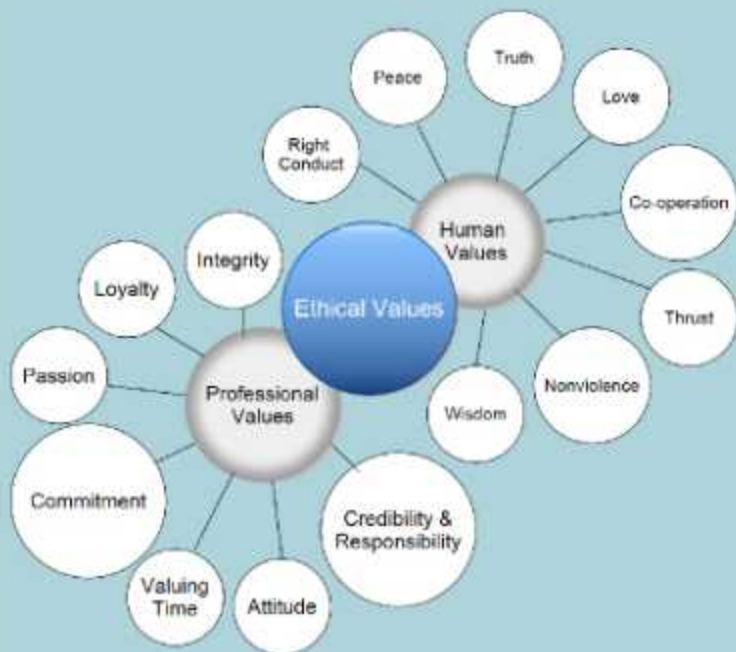 Truth
Peace
Love
Right
Conduct
Co-operation
Human
Values
Integrity
Loyalty
Ethical Values
Thrust
Passion
Nonviolence
Professional
Values
Wisdom
Commitment
Credibility &
Responsibility
Valuing
Time
Attitude